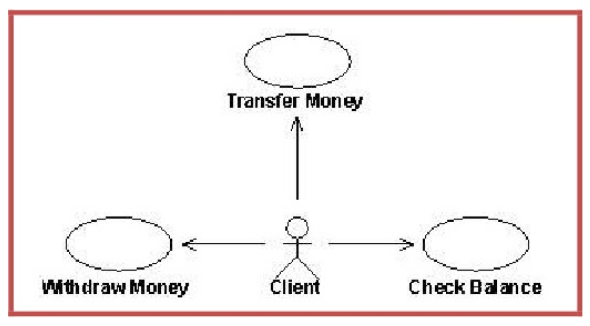 Transfer Money
Withdraw Money
Client
Check Balance